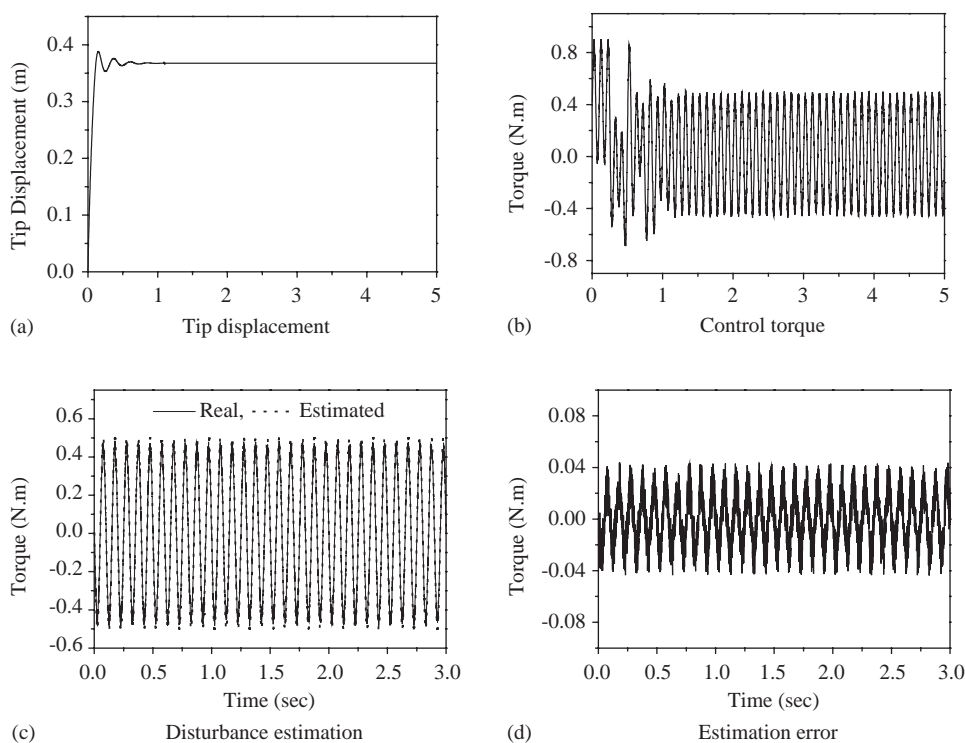 0.4
0.3
0.2
0.1
0.0
Tip Displacement (m)
0 1 2 3 4 5
(a) Tip displacement
0.8
0.4
0.0
-0.4
-0.8
Torque (N.m)
0 1 2 3 4 5
(b) Control torque
0.6
0.4
0.2
0.0
-0.2
-0.4
-0.6
Torque (N.m)
Real, Estimated
0.0 0.5 1.0 1.5 2.0 2.5 3.0
Time (sec)
(c) Disturbance estimation
0.08
0.04
0.00
-0.04
-0.08
Torque (N.m)
0.0 0.5 1.0 1.5 2.0 2.5 3.0
Time (sec)
(d) Estimation error